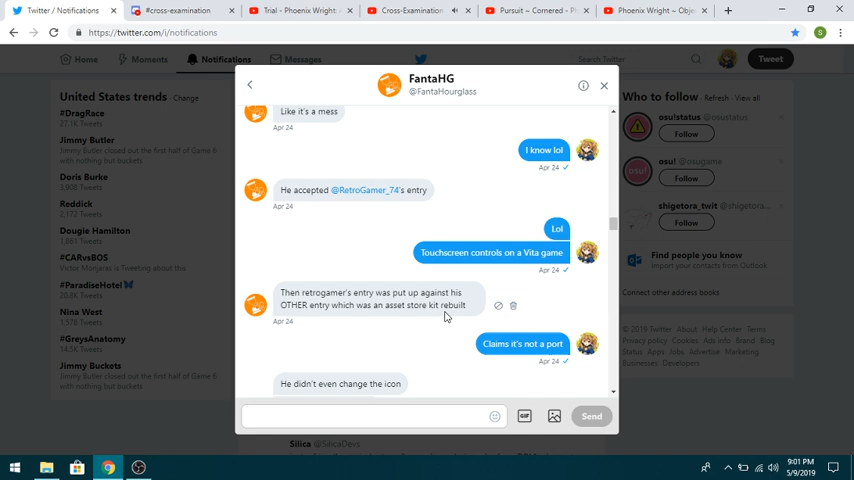 Twitter / Notifications
#cross-examination
Trial - Phoenix Wright:
Cross-Examination
Pursuit ~ Cornered - Ph
Phoenix Wright ~ Obje
https://twitter.com/i/notifications
Home
Moments
Notifications
Messages
Search Twitter
Tweet
United States trends · Change
#DragRace
27.1K Tweets
Jimmy Butler
Jimmy Butler closed out the first half of Game 6
with nothing but buckets
Doris Burke
3,908 Tweets
Reddick
2,172 Tweets
Dougie Hamilton
1,861 Tweets
#CARvsBOS
Victor Monjeras is Tweeting about this
#ParadiseHotel
20.8K Tweets
Nina West
1,578 Tweets
#GreysAnatomy
14.5K Tweets
Jimmy Buckets
Jimmy Butler closed out the first half of Game 6
with nothing but buckets
FantaHG
@FantaHourglass
Like it's a mess
Apr 24
I know lol
Apr 24
He accepted @RetroGamer_74's entry
Apr 24
Lol
Touchscreen controls on a Vita game
Apr 24
Then retrogamer's entry was put up against his
OTHER entry which was an asset store kit rebuilt
Apr 24
Claims it's not a port
Apr 24
He didn't even change the icon
GIF
Send
Silica @SilicaDevs
Who to follow · Refresh · View all
osu!status @osustatus
Follow
osu! @osugame
Follow
shigetora_twit @shigetora...
Follow
Find people you know
Import your contacts from Outlook
Connect other address books
© 2019 Twitter About Help Center Terms
Privacy policy Cookies Ads info Brand Blog
Status Apps Jobs Advertise Marketing
Businesses Developers
9:01 PM
5/9/2019